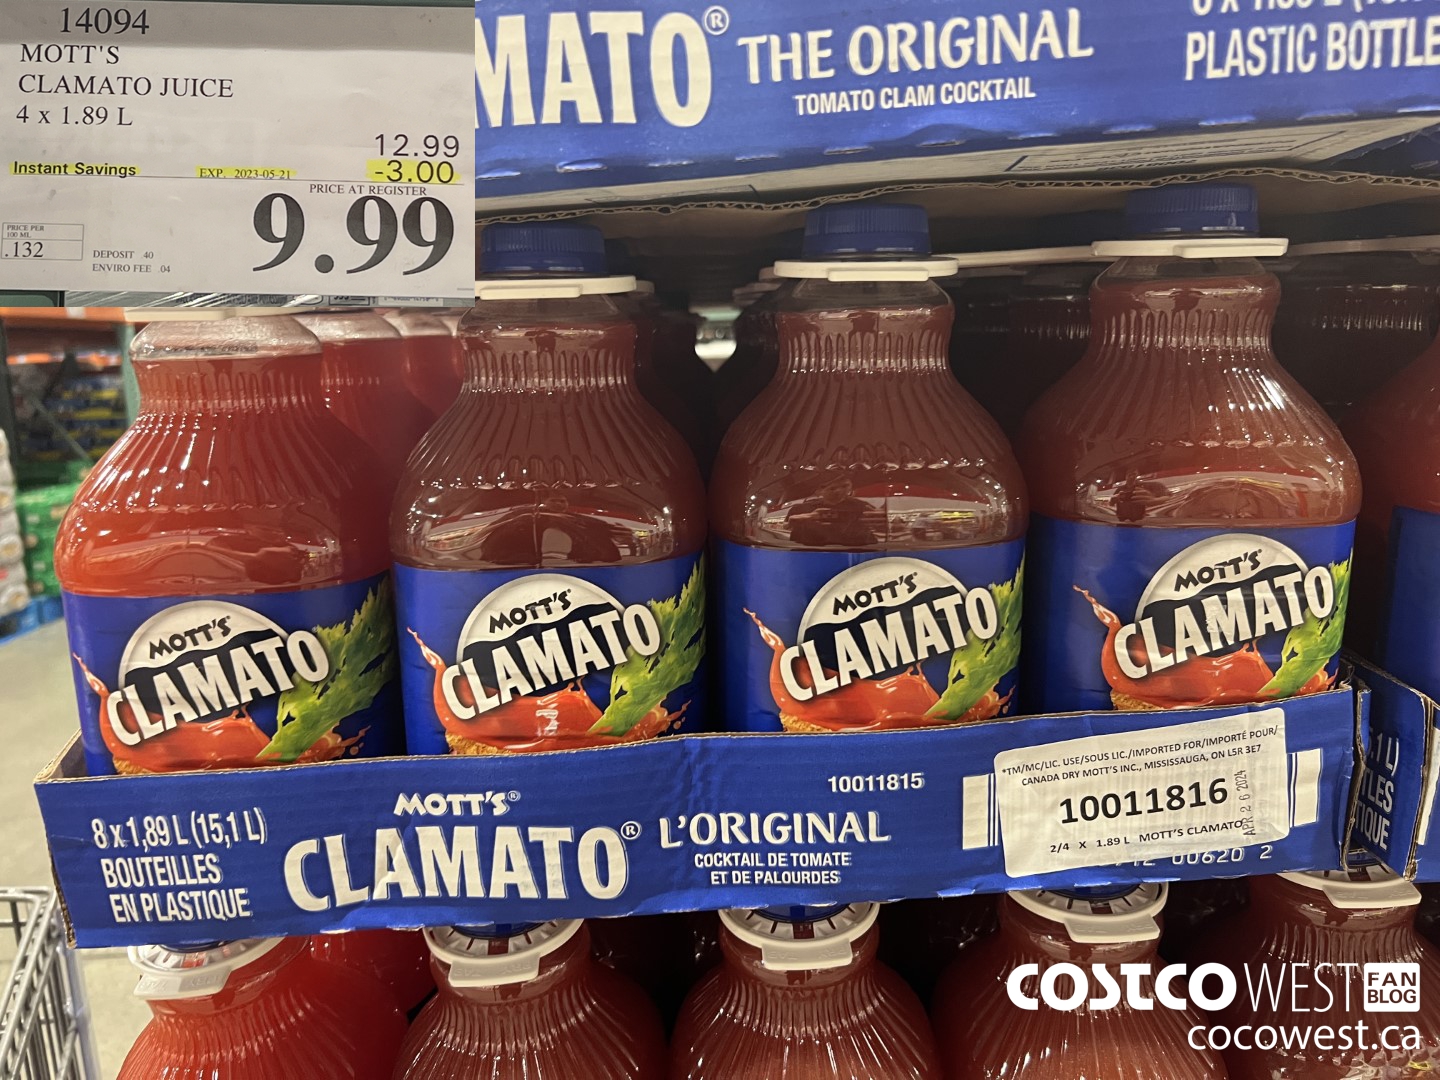 14094
MOTT'S
CLAMATO JUICE
4 x 1.89 L
12.99
Instant Savings EXP. 2023-05-21 -3.00
PRICE AT REGISTER
9.99
PRICE PER
100 ML
.132
DEPOSIT .40
ENVIRO FEE .04
MATO® THE ORIGINAL
TOMATO CLAM COCKTAIL
PLASTIC BOTTLE
MOTT'S®
CLAMATO
MOTT'S®
CLAMATO
MOTT'S®
CLAMATO
MOTT'S®
CLAMATO
8 x 1,89 L (15,1 L)
BOUTEILLES
EN PLASTIQUE
MOTT'S®
CLAMATO® L'ORIGINAL
COCKTAIL DE TOMATE
ET DE PALOURDES
10011815
*TM/MC/LIC. USE/SOUS LIC./IMPORTED FOR/IMPORTÉ POUR/
CANADA DRY MOTT'S INC., MISSISSAUGA, ON L5R 3E7
10011816
APR 26 2024
2/4 X 1.89 L MOTT'S CLAMATO
00620 2
COSTCO WEST FAN BLOG
cocowest.ca